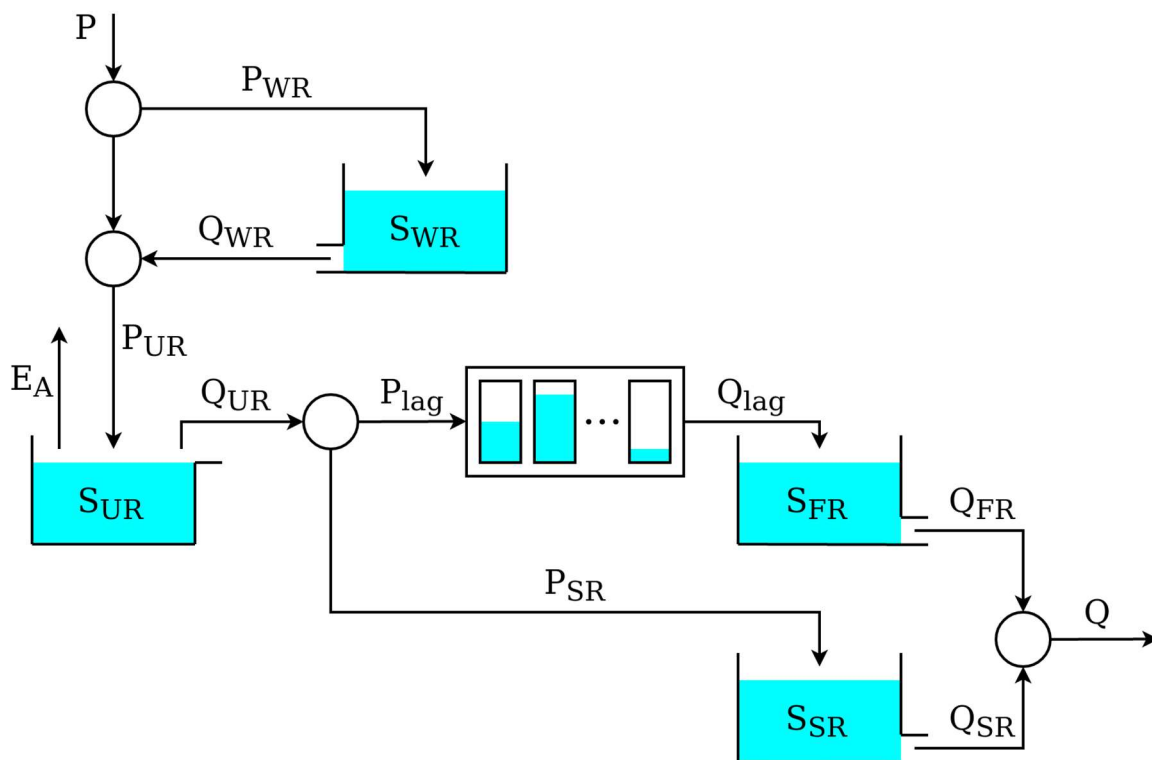 P
P_WR
S_WR
Q_WR
P_UR
E_A
Q_UR
P_lag
...
Q_lag
S_UR
S_FR
Q_FR
P_SR
Q
S_SR
Q_SR